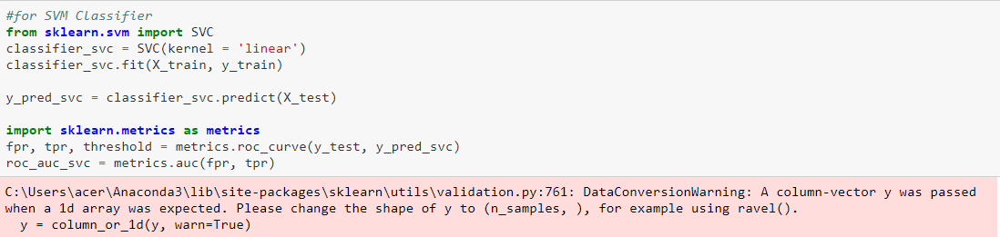 #for SVM Classifier
from sklearn.svm import SVC
classifier_svc = SVC(kernel = 'linear')
classifier_svc.fit(X_train, y_train)
y_pred_svc = classifier_svc.predict(X_test)
import sklearn.metrics as metrics
fpr, tpr, threshold = metrics.roc_curve(y_test, y_pred_svc)
roc_auc_svc = metrics.auc(fpr, tpr)
C:\Users\acer\Anaconda3\lib\site-packages\sklearn\utils\validation.py:761: DataConversionWarning: A column-vector y was passed
when a 1d array was expected. Please change the shape of y to (n_samples, ), for example using ravel().
  y = column_or_1d(y, warn=True)